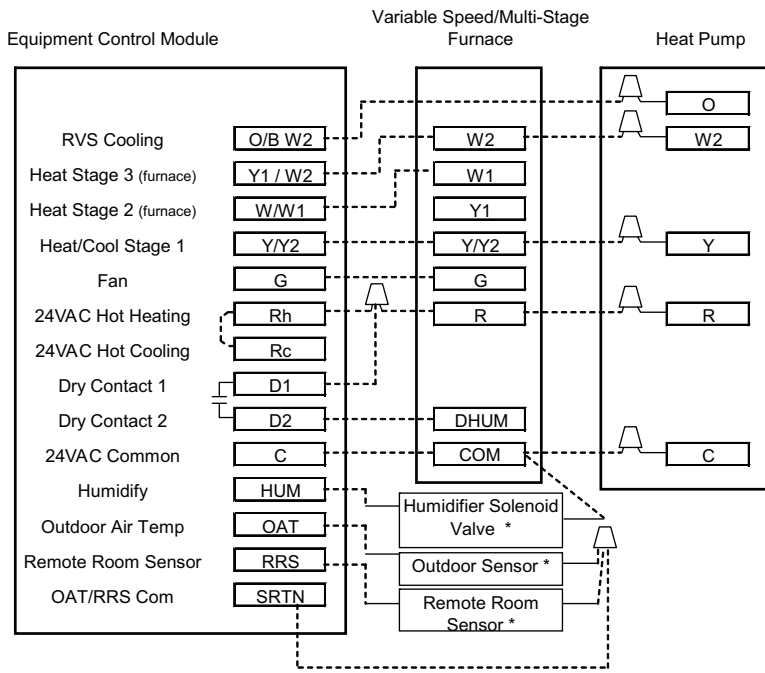 Equipment Control Module
Variable Speed/Multi-Stage
Furnace
Heat Pump
O
RVS Cooling O/B W2 W2 W2
Heat Stage 3 (furnace) Y1 / W2 W1
Heat Stage 2 (furnace) W/W1 Y1
Heat/Cool Stage 1 Y/Y2 Y/Y2 Y
Fan G G
24VAC Hot Heating Rh R R
24VAC Hot Cooling Rc
Dry Contact 1 D1
Dry Contact 2 D2 DHUM
24VAC Common C COM C
Humidify HUM
Humidifier Solenoid
Valve *
Outdoor Air Temp OAT
Outdoor Sensor *
Remote Room Sensor RRS
OAT/RRS Com SRTN
Remote Room
Sensor *